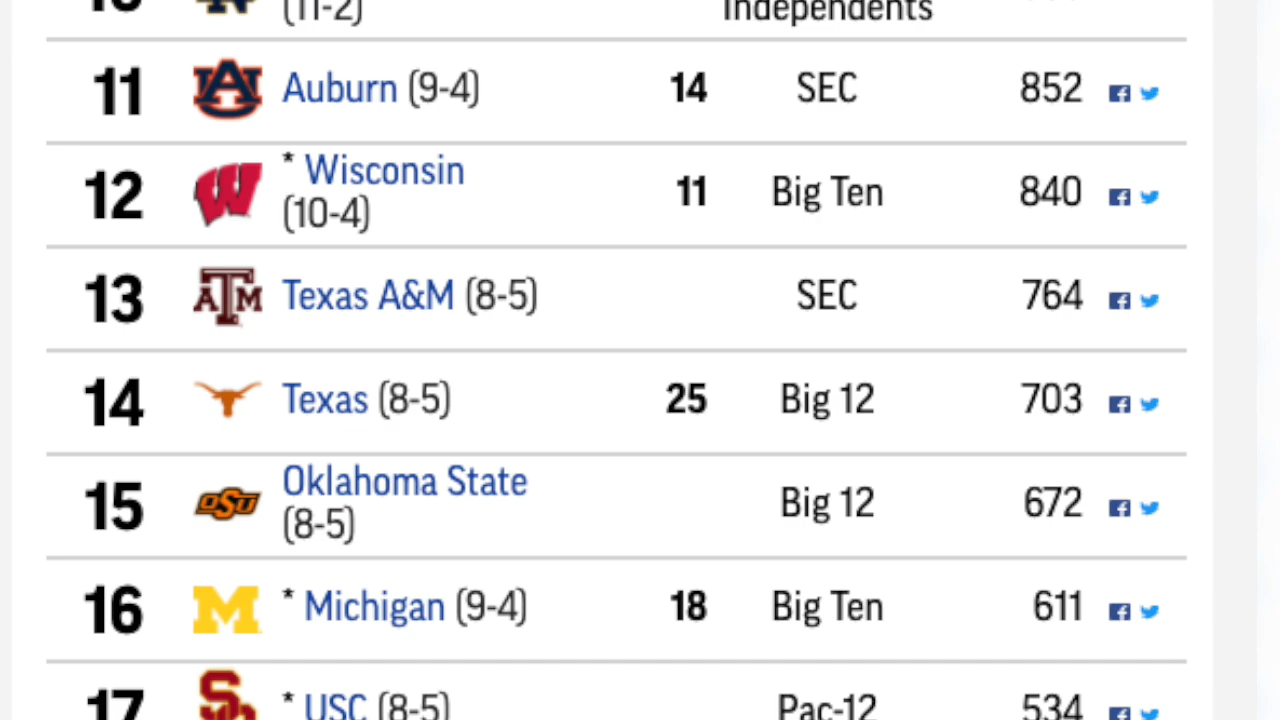 10 (11-2) Independents
11 Auburn (9-4) 14 SEC 852
12 * Wisconsin 11 Big Ten 840
(10-4)
13 Texas A&M (8-5) SEC 764
14 Texas (8-5) 25 Big 12 703
15 Oklahoma State Big 12 672
(8-5)
16 * Michigan (9-4) 18 Big Ten 611
17 * USC (8-5) Pac-12 534